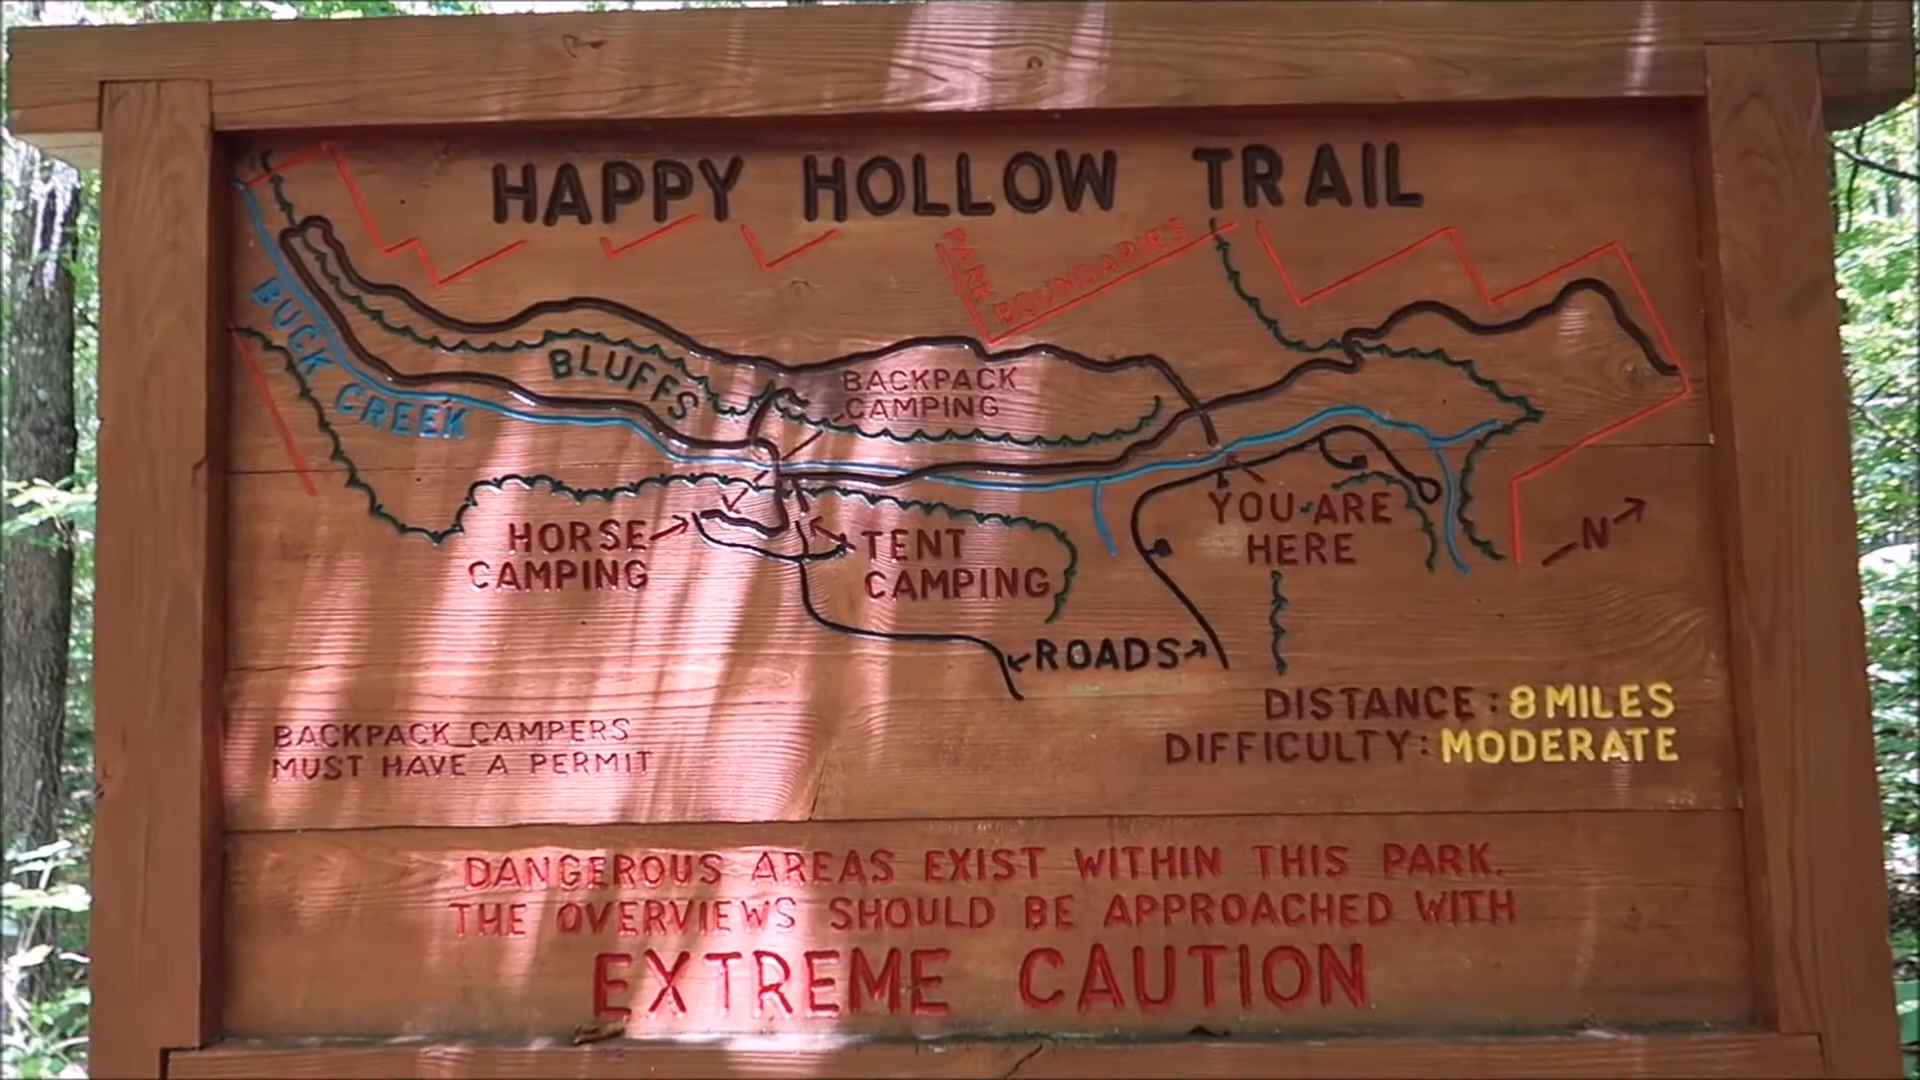 HAPPY HOLLOW TRAIL
PARK
BOUNDARIES
BUCK CREEK
BLUFFS
BACKPACK
CAMPING
HORSE
CAMPING
TENT
CAMPING
YOU ARE
HERE
N
ROADS
DISTANCE: 8 MILES
DIFFICULTY: MODERATE
BACKPACK CAMPERS
MUST HAVE A PERMIT
DANGEROUS AREAS EXIST WITHIN THIS PARK.
THE OVERVIEWS SHOULD BE APPROACHED WITH
EXTREME CAUTION